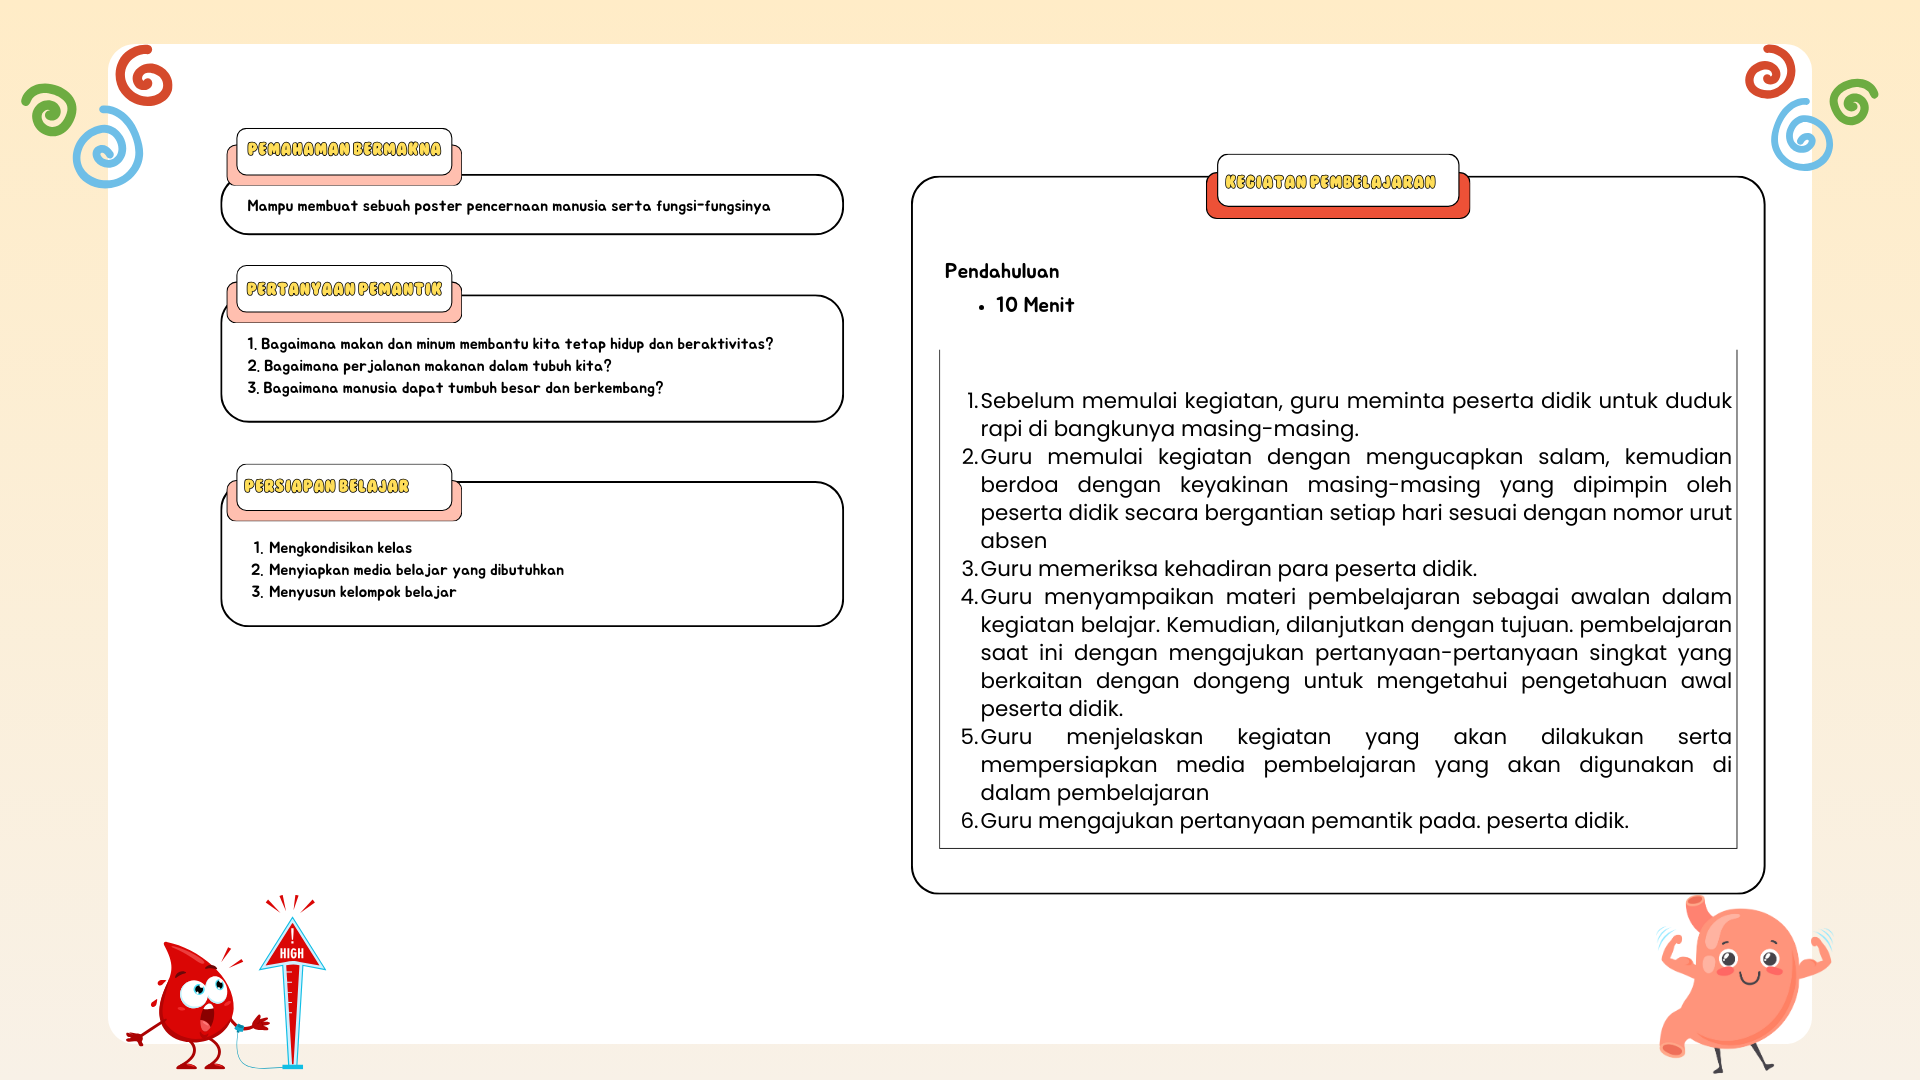 PEMAHAMAN BERMAKNA
Mampu membuat sebuah poster pencernaan manusia serta fungsi-fungsinya
PERTANYAAN PEMANTIK
1. Bagaimana makan dan minum membantu kita tetap hidup dan beraktivitas?
2. Bagaimana perjalanan makanan dalam tubuh kita?
3. Bagaimana manusia dapat tumbuh besar dan berkembang?
PERSIAPAN BELAJAR
1. Mengkondisikan kelas
2. Menyiapkan media belajar yang dibutuhkan
3. Menyusun kelompok belajar
KEGIATAN PEMBELAJARAN
Pendahuluan
• 10 Menit
1. Sebelum memulai kegiatan, guru meminta peserta didik untuk duduk
rapi di bangkunya masing-masing.
2. Guru memulai kegiatan dengan mengucapkan salam, kemudian
berdoa dengan keyakinan masing-masing yang dipimpin oleh
peserta didik secara bergantian setiap hari sesuai dengan nomor urut
absen
3. Guru memeriksa kehadiran para peserta didik.
4. Guru menyampaikan materi pembelajaran sebagai awalan dalam
kegiatan belajar. Kemudian, dilanjutkan dengan tujuan. pembelajaran
saat ini dengan mengajukan pertanyaan-pertanyaan singkat yang
berkaitan dengan dongeng untuk mengetahui pengetahuan awal
peserta didik.
5. Guru menjelaskan kegiatan yang akan dilakukan serta
mempersiapkan media pembelajaran yang akan digunakan di
dalam pembelajaran
6. Guru mengajukan pertanyaan pemantik pada. peserta didik.
!
HIGH